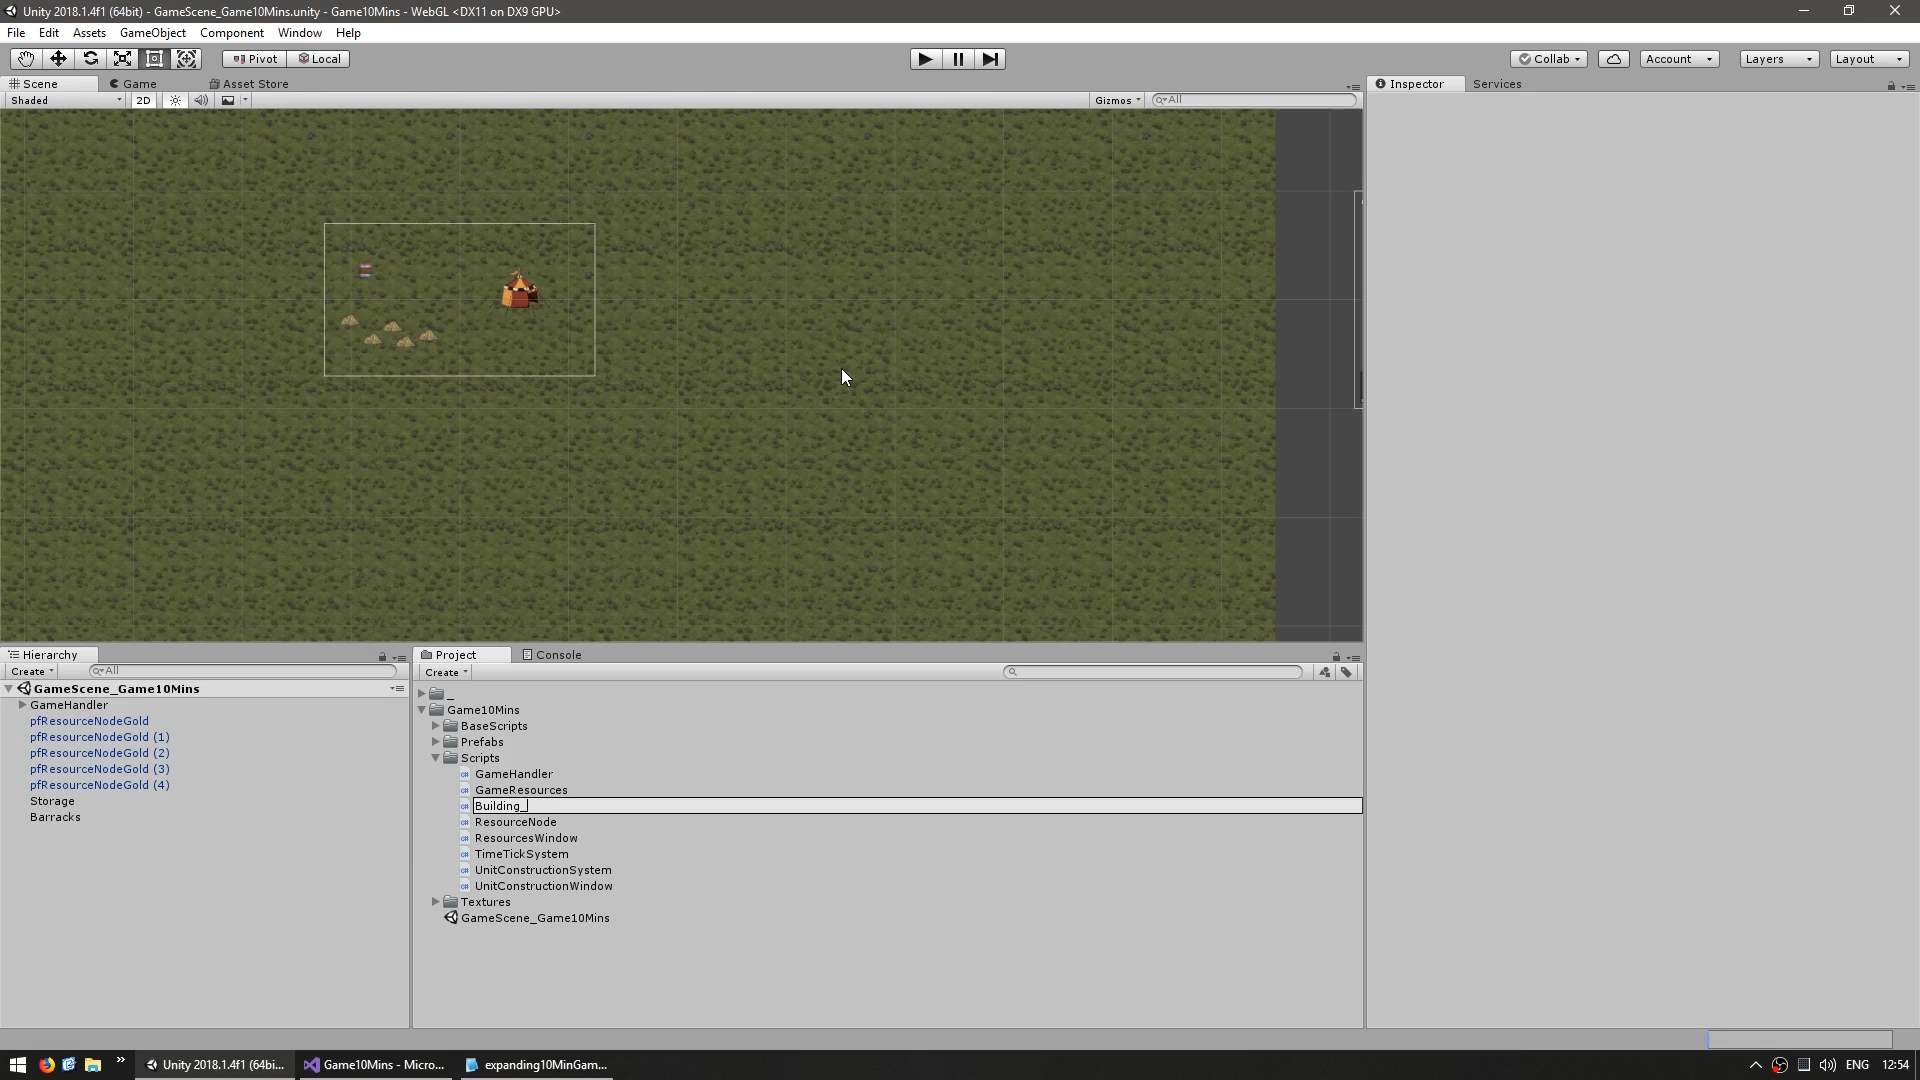 Unity 2018.1.4f1 (64bit) - GameScene_Game10Mins.unity - Game10Mins - WebGL <DX11 on DX9 GPU>
File Edit Assets GameObject Component Window Help
Pivot Local Collab Account Layers Layout
Scene Game Asset Store Inspector Services
Shaded 2D Gizmos All
Hierarchy Project Console
Create All Create
GameScene_Game10Mins
GameHandler
pfResourceNodeGold
pfResourceNodeGold (1)
pfResourceNodeGold (2)
pfResourceNodeGold (3)
pfResourceNodeGold (4)
Storage
Barracks
_
Game10Mins
BaseScripts
Prefabs
Scripts
GameHandler
GameResources
Building_
ResourceNode
ResourcesWindow
TimeTickSystem
UnitConstructionSystem
UnitConstructionWindow
Textures
GameScene_Game10Mins
Unity 2018.1.4f1 (64bi... Game10Mins - Micro... expanding10MinGam... ENG 12:54